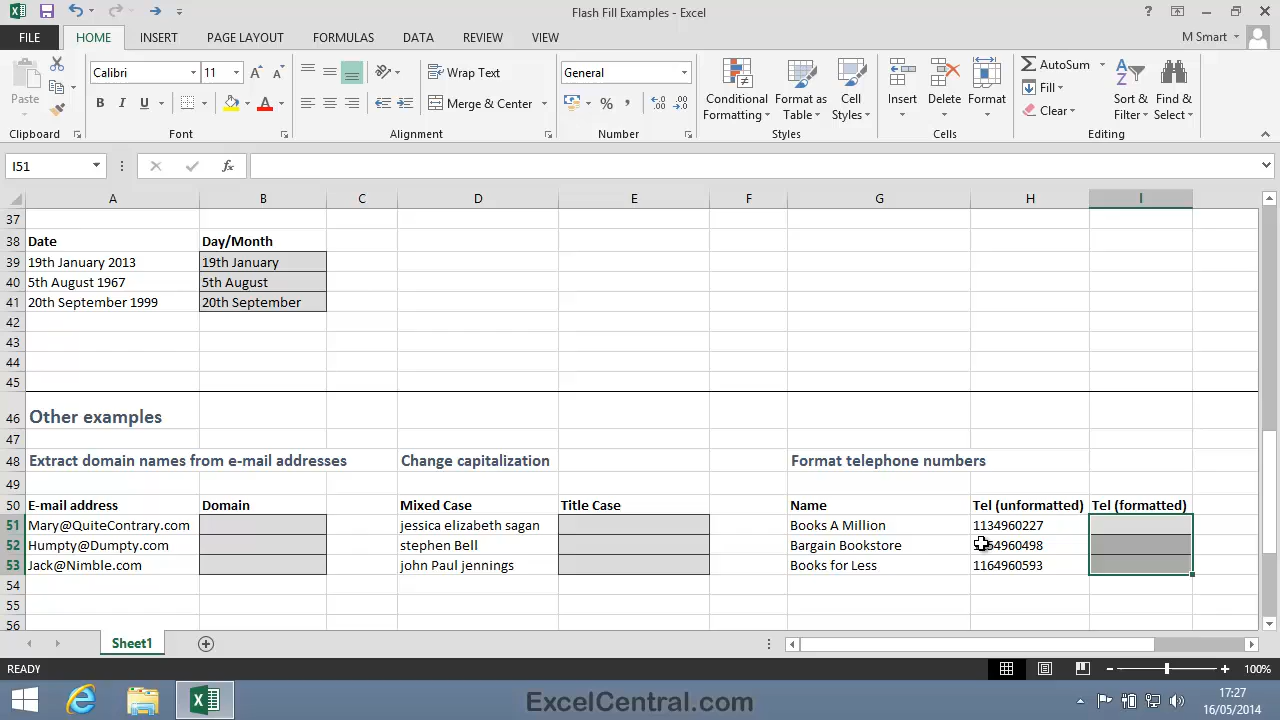 Flash Fill Examples - Excel
FILE HOME INSERT PAGE LAYOUT FORMULAS DATA REVIEW VIEW M Smart
Paste
Calibri 11
B I U A
Wrap Text
Merge & Center
General
%
Conditional Formatting
Format as Table
Cell Styles
Insert Delete Format
AutoSum
Fill
Clear
Sort & Filter
Find & Select
Clipboard Font Alignment Number Styles Cells Editing
I51 fx
A B C D E F G H I
37
38 Date Day/Month
39 19th January 2013 19th January
40 5th August 1967 5th August
41 20th September 1999 20th September
42
43
44
45
46 Other examples
47
48 Extract domain names from e-mail addresses Change capitalization Format telephone numbers
49
50 E-mail address Domain Mixed Case Title Case Name Tel (unformatted) Tel (formatted)
51 Mary@QuiteContrary.com jessica elizabeth sagan Books A Million 1134960227
52 Humpty@Dumpty.com stephen Bell Bargain Bookstore
53 Jack@Nimble.com john Paul jennings Books for Less 1164960593
54
55
56
Sheet1
READY 100%
ExcelCentral.com
17:27
16/05/2014